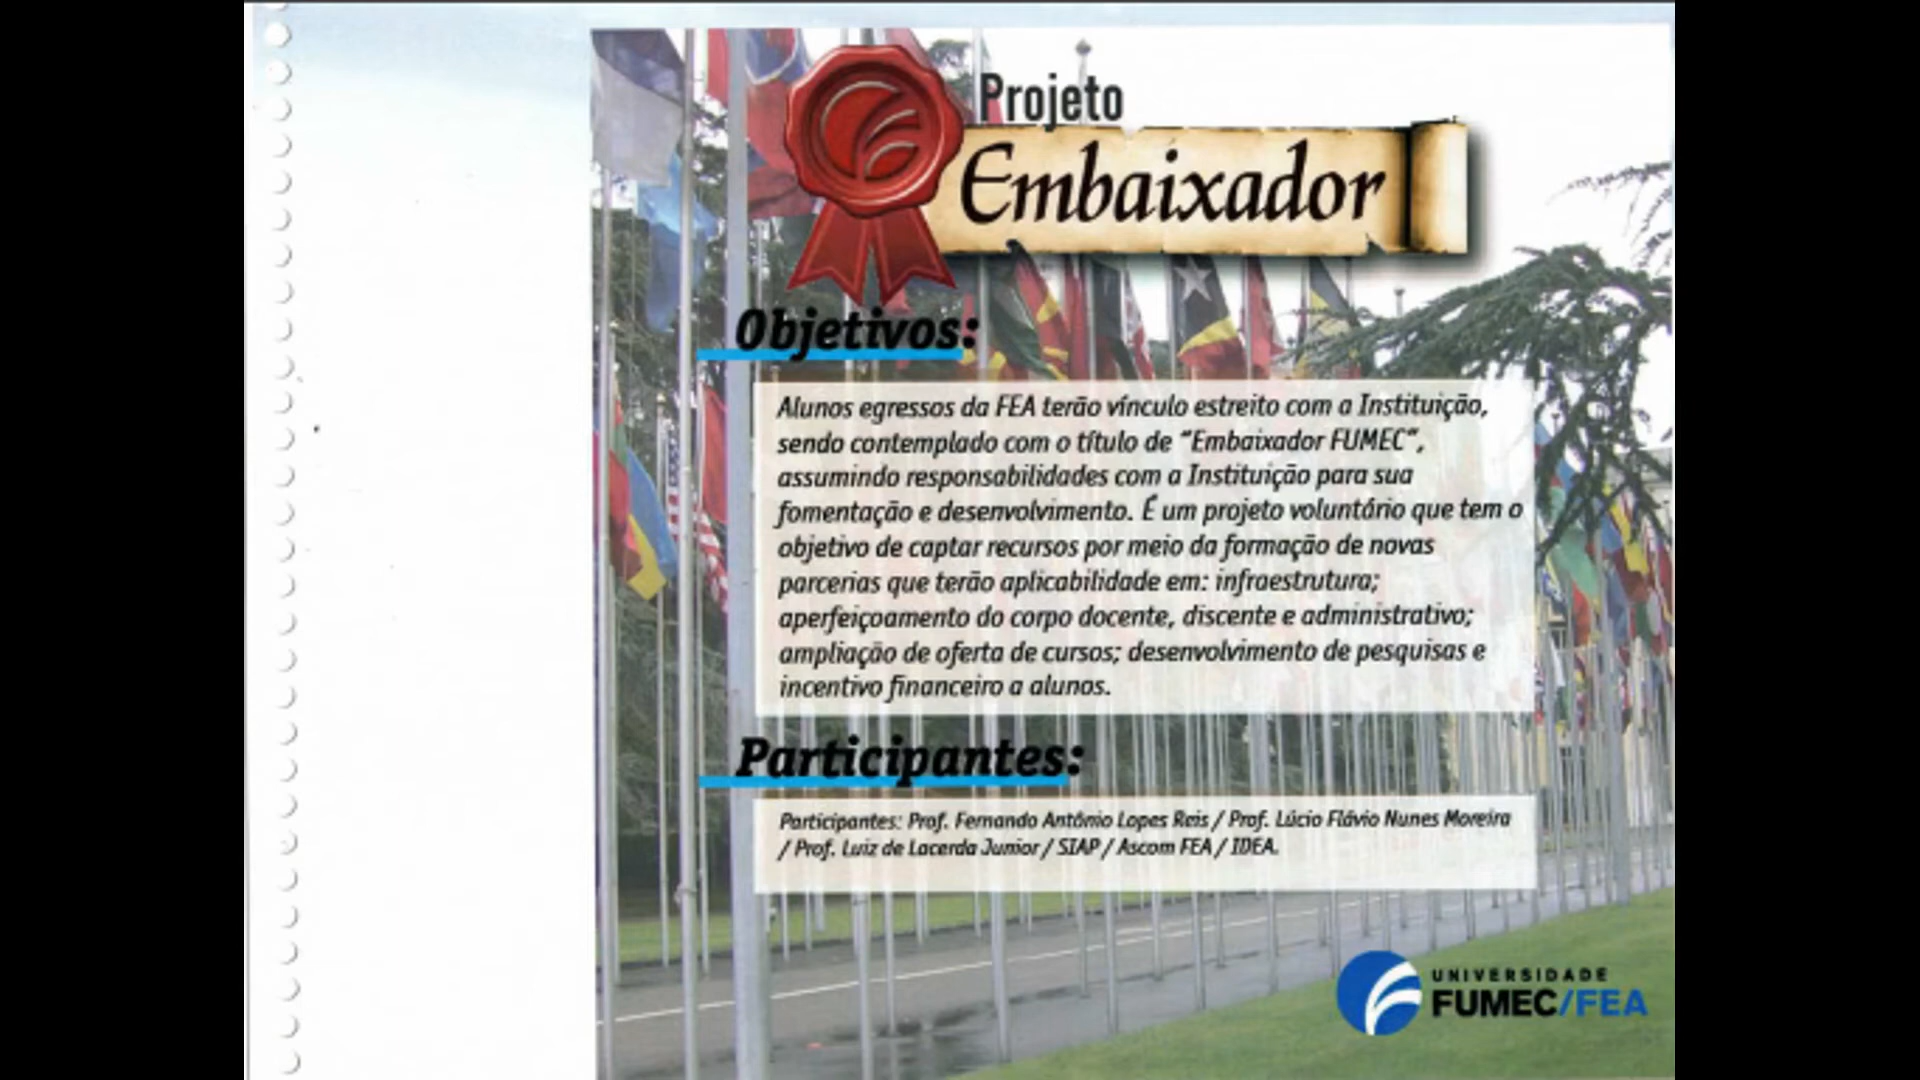 Projeto
Embaixador
Objetivos:
Alunos egressos da FEA terão vínculo estreito com a Instituição,
sendo contemplado com o título de "Embaixador FUMEC",
assumindo responsabilidades com a Instituição para sua
fomentação e desenvolvimento. É um projeto voluntário que tem o
objetivo de captar recursos por meio da formação de novas
parcerias que terão aplicabilidade em: infraestrutura;
aperfeiçoamento do corpo docente, discente e administrativo;
ampliação de oferta de cursos; desenvolvimento de pesquisas e
incentivo financeiro a alunos.
Participantes:
Participantes: Prof. Fernando Antônio Lopes Reis / Prof. Lúcio Flávio Nunes Moreira
/ Prof. Luiz de Lacerda Junior / SIAP / Ascom FEA / IDEA.
UNIVERSIDADE
FUMEC/FEA